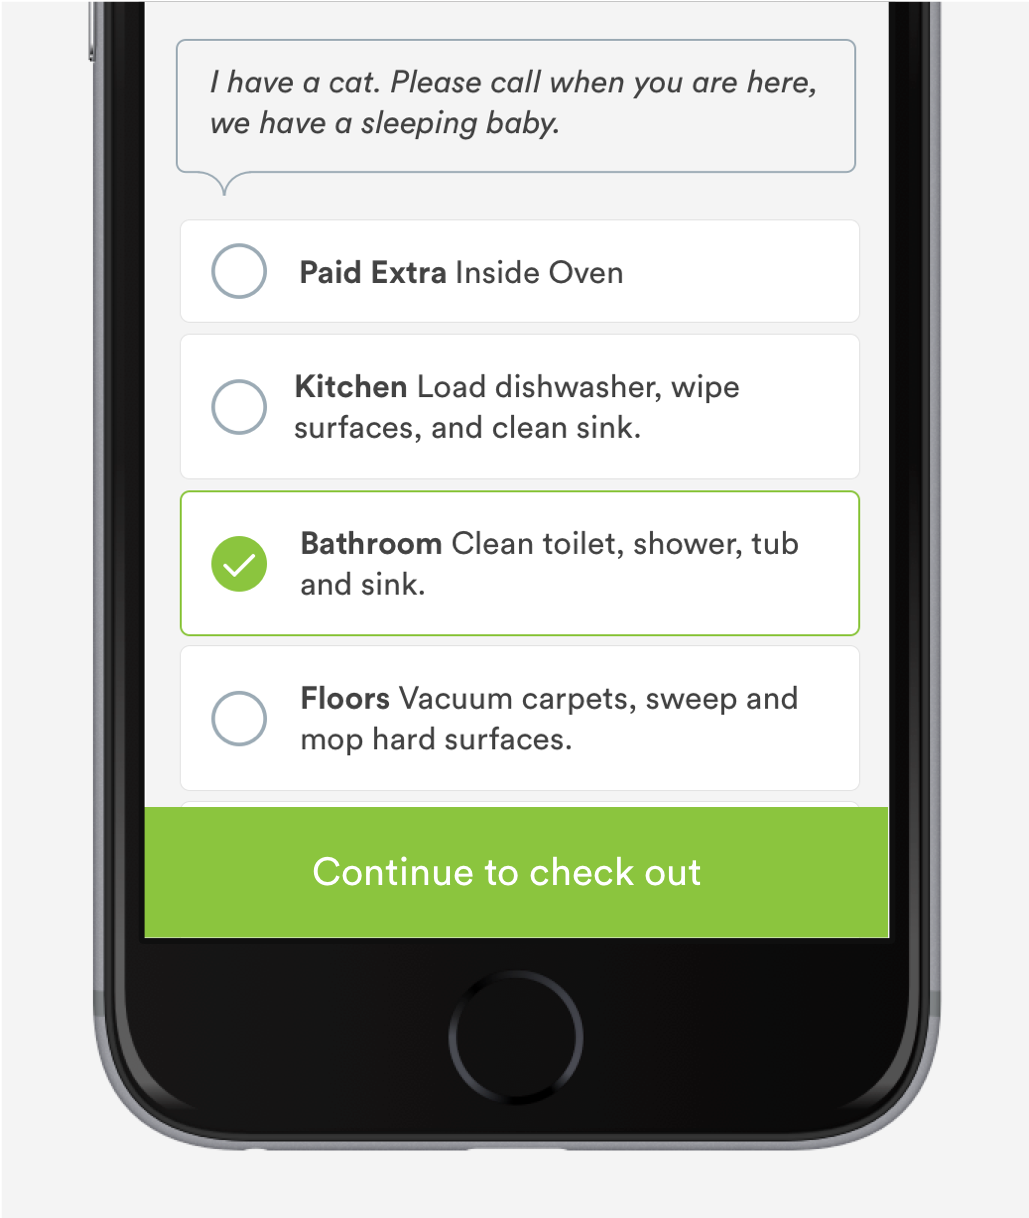 I have a cat. Please call when you are here,
we have a sleeping baby.
Paid Extra Inside Oven
Kitchen Load dishwasher, wipe
surfaces, and clean sink.
Bathroom Clean toilet, shower, tub
and sink.
Floors Vacuum carpets, sweep and
mop hard surfaces.
Continue to check out